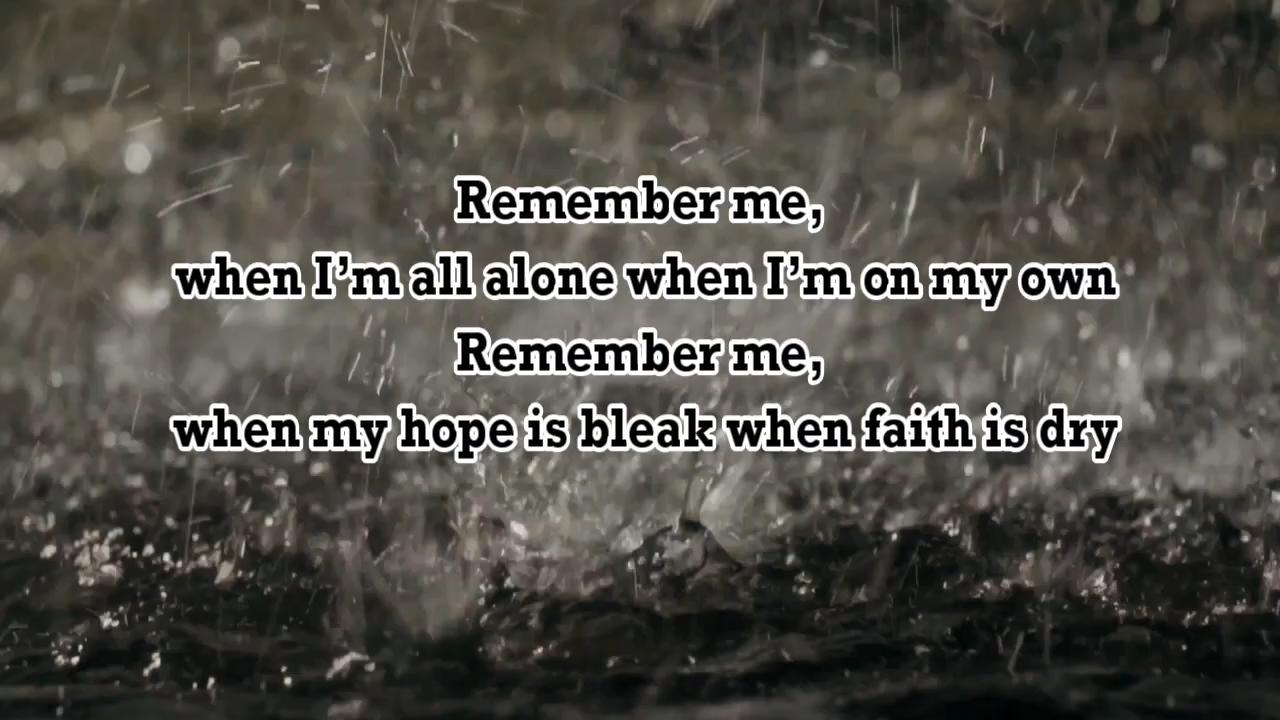 Remember me,
when I’m all alone when I’m on my own
Remember me,
when my hope is bleak when faith is dry